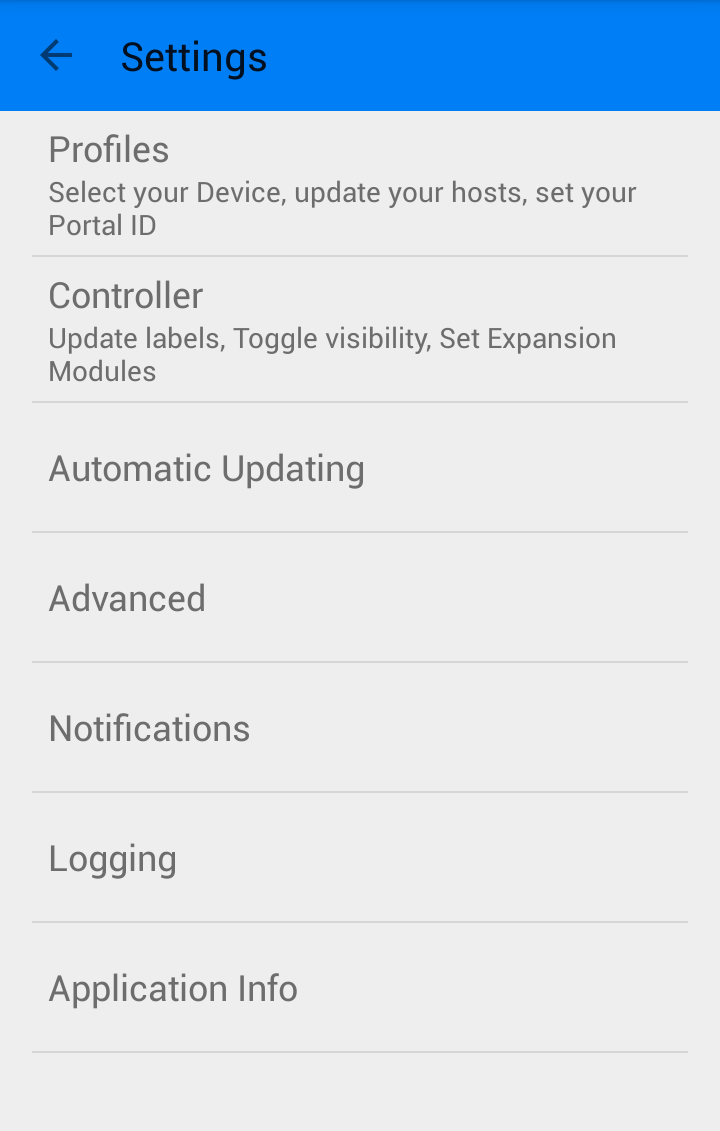 Settings
Profiles
Select your Device, update your hosts, set your
Portal ID
Controller
Update labels, Toggle visibility, Set Expansion
Modules
Automatic Updating
Advanced
Notifications
Logging
Application Info